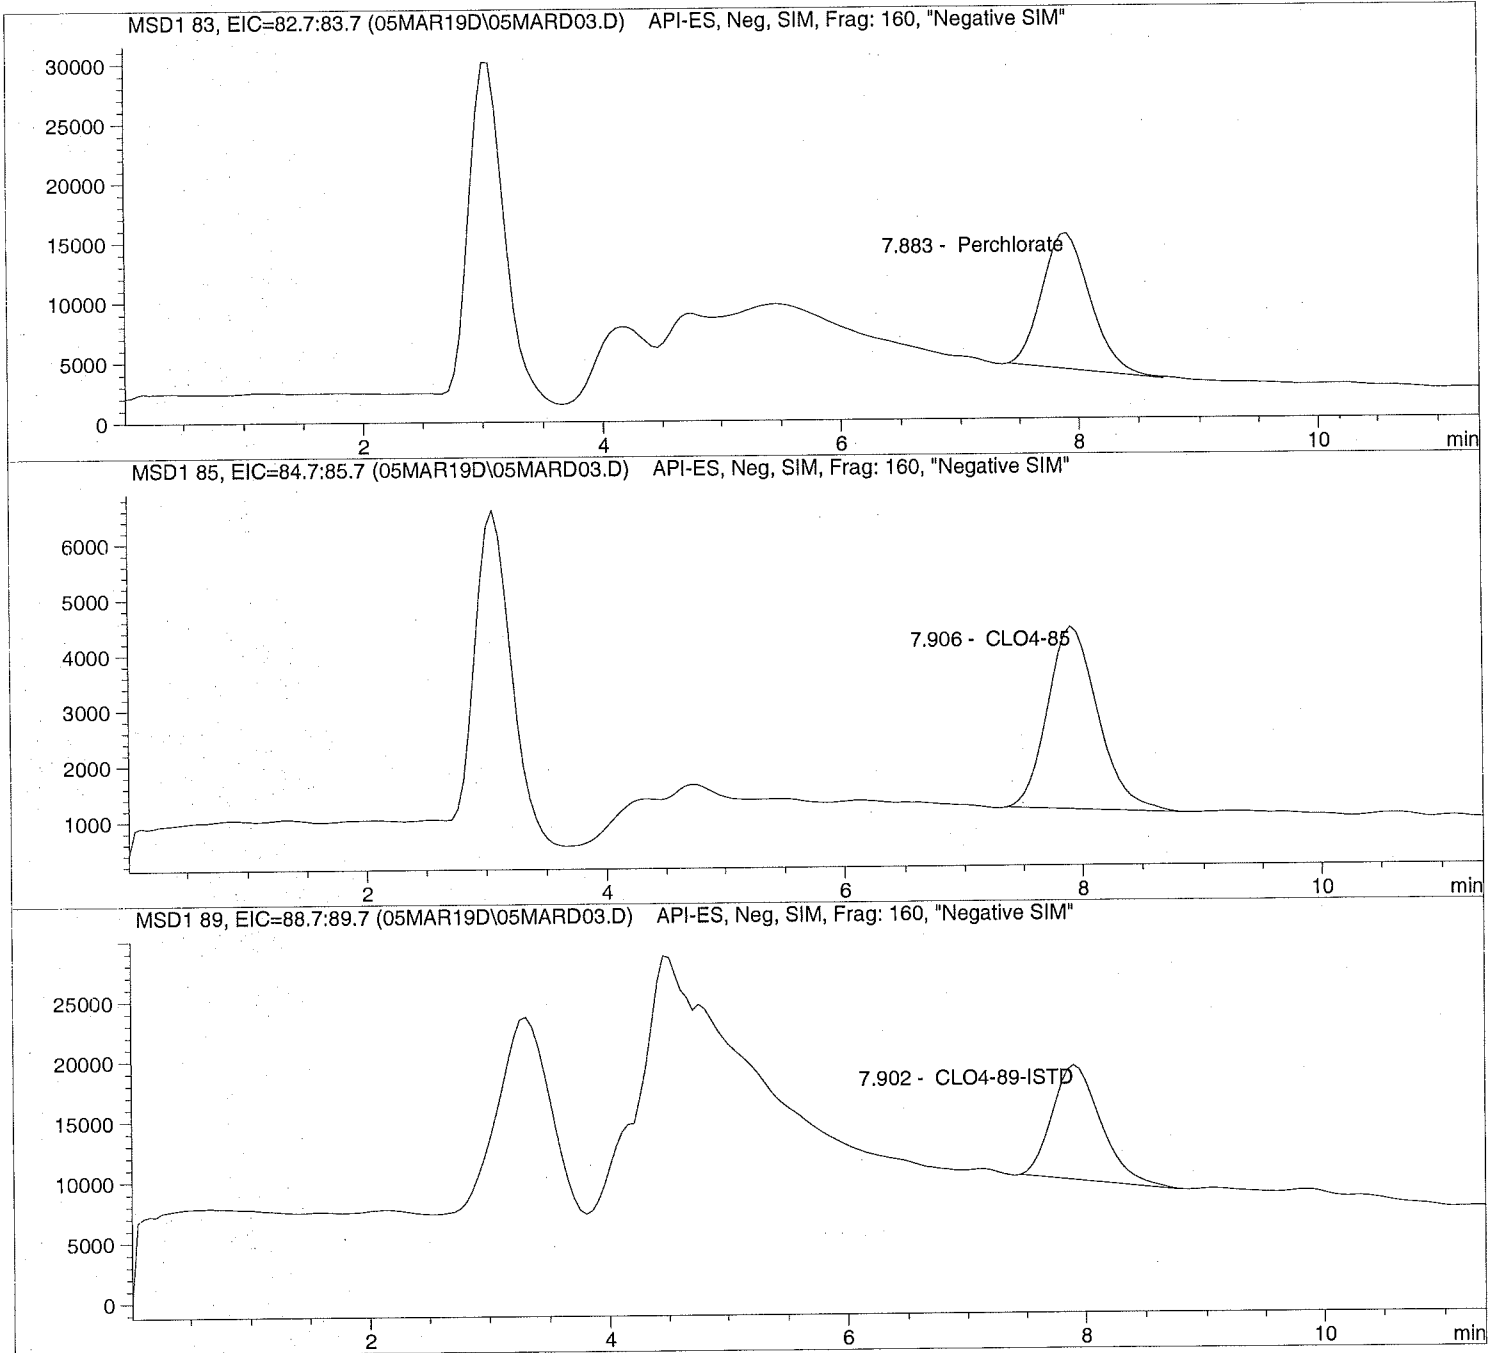 MSD1 83, EIC=82.7:83.7 (05MAR19D\05MARD03.D) API-ES, Neg, SIM, Frag: 160, "Negative SIM"
30000
25000
20000
15000
10000
5000
0
7.883 - Perchlorate
2 4 6 8 10 min
MSD1 85, EIC=84.7:85.7 (05MAR19D\05MARD03.D) API-ES, Neg, SIM, Frag: 160, "Negative SIM"
6000
5000
4000
3000
2000
1000
7.906 - CLO4-85
2 4 6 8 10 min
MSD1 89, EIC=88.7:89.7 (05MAR19D\05MARD03.D) API-ES, Neg, SIM, Frag: 160, "Negative SIM"
25000
20000
15000
10000
5000
0
7.902 - CLO4-89-ISTD
2 4 6 8 10 min